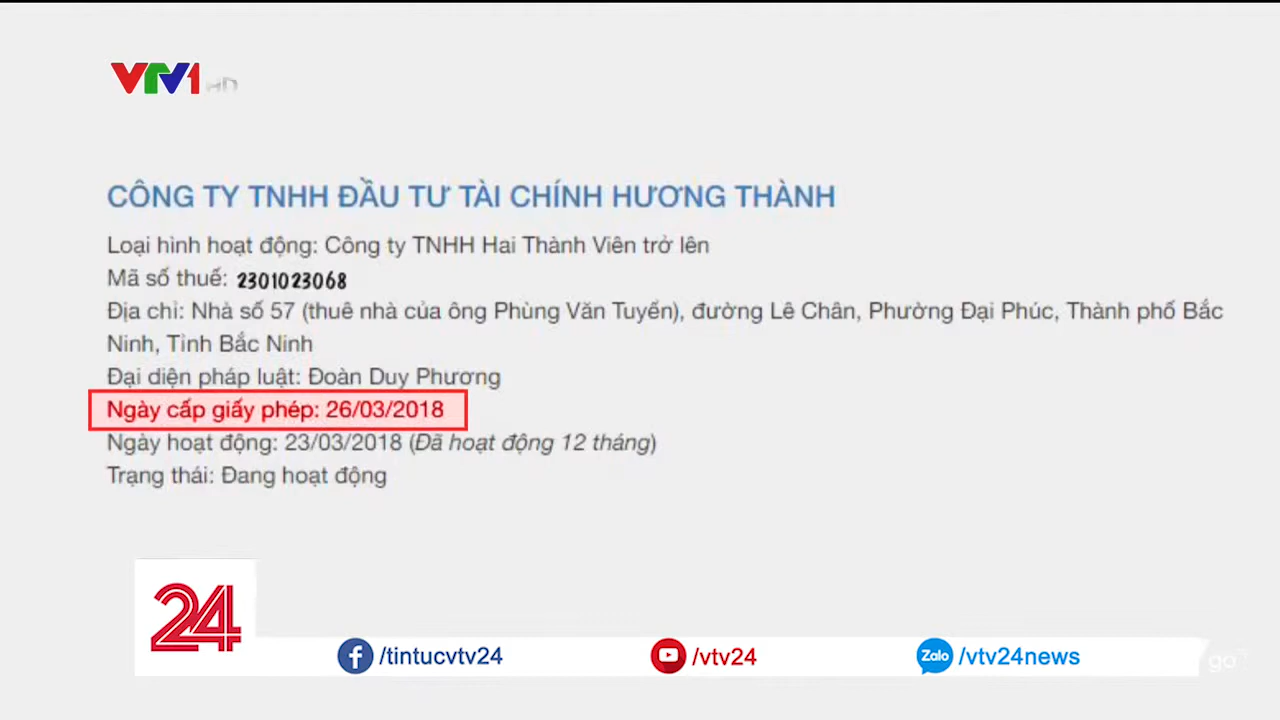 VTV1 HD
CÔNG TY TNHH ĐẦU TƯ TÀI CHÍNH HƯƠNG THÀNH
Loại hình hoạt động: Công ty TNHH Hai Thành Viên trở lên
Mã số thuế: 2301023068
Địa chỉ: Nhà số 57 (thuê nhà của ông Phùng Văn Tuyển), đường Lê Chân, Phường Đại Phúc, Thành phố Bắc
Ninh, Tỉnh Bắc Ninh
Đại diện pháp luật: Đoàn Duy Phương
Ngày cấp giấy phép: 26/03/2018
Ngày hoạt động: 23/03/2018 (Đã hoạt động 12 tháng)
Trạng thái: Đang hoạt động
24
/tintucvtv24
/vtv24
Zalo /vtv24news
go